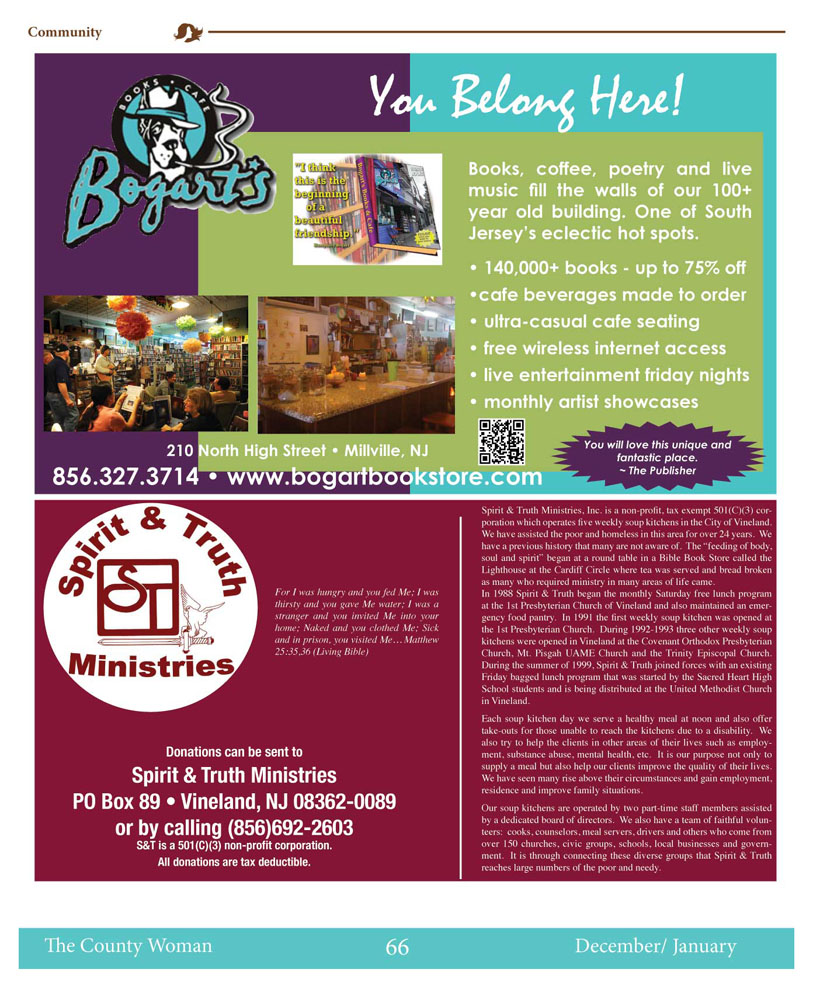 Community
BOOKS • CAFE
Bogart's
You Belong Here!
"I think
this is the
beginning
of a
beautiful
friendship."
Bogart's Books & Cafe
Books, coffee, poetry and live
music fill the walls of our 100+
year old building. One of South
Jersey's eclectic hot spots.
• 140,000+ books - up to 75% off
•cafe beverages made to order
• ultra-casual cafe seating
• free wireless internet access
• live entertainment friday nights
• monthly artist showcases
210 North High Street • Millville, NJ
856.327.3714 • www.bogartbookstore.com
You will love this unique and
fantastic place.
~ The Publisher
Spirit & Truth
ST
Ministries
For I was hungry and you fed Me; I was
thirsty and you gave Me water; I was a
stranger and you invited Me into your
home; Naked and you clothed Me; Sick
and in prison, you visited Me…Matthew
25:35,36 (Living Bible)
Donations can be sent to
Spirit & Truth Ministries
PO Box 89 • Vineland, NJ 08362-0089
or by calling (856)692-2603
S&T is a 501(C)(3) non-profit corporation.
All donations are tax deductible.
Spirit & Truth Ministries, Inc. is a non-profit, tax exempt 501(C)(3) cor-
poration which operates five weekly soup kitchens in the City of Vineland.
We have assisted the poor and homeless in this area for over 24 years. We
have a previous history that many are not aware of. The "feeding of body,
soul and spirit" began at a round table in a Bible Book Store called the
Lighthouse at the Cardiff Circle where tea was served and bread broken
as many who required ministry in many areas of life came.
In 1988 Spirit & Truth began the monthly Saturday free lunch program
at the 1st Presbyterian Church of Vineland and also maintained an emer-
gency food pantry. In 1991 the first weekly soup kitchen was opened at
the 1st Presbyterian Church. During 1992-1993 three other weekly soup
kitchens were opened in Vineland at the Covenant Orthodox Presbyterian
Church, Mt. Pisgah UAME Church and the Trinity Episcopal Church.
During the summer of 1999, Spirit & Truth joined forces with an existing
Friday bagged lunch program that was started by the Sacred Heart High
School students and is being distributed at the United Methodist Church
in Vineland.
Each soup kitchen day we serve a healthy meal at noon and also offer
take-outs for those unable to reach the kitchens due to a disability. We
also try to help the clients in other areas of their lives such as employ-
ment, substance abuse, mental health, etc. It is our purpose not only to
supply a meal but also help our clients improve the quality of their lives.
We have seen many rise above their circumstances and gain employment,
residence and improve family situations.
Our soup kitchens are operated by two part-time staff members assisted
by a dedicated board of directors. We also have a team of faithful volun-
teers: cooks, counselors, meal servers, drivers and others who come from
over 150 churches, civic groups, schools, local businesses and govern-
ment. It is through connecting these diverse groups that Spirit & Truth
reaches large numbers of the poor and needy.
The County Woman
66
December/ January